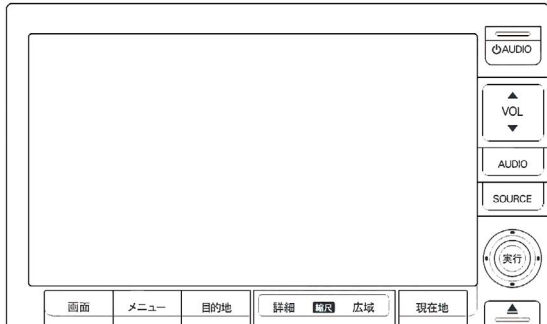 ⏻AUDIO
▲
VOL
▼
AUDIO
SOURCE
実行
画面 メニュー 目的地 詳細 縮尺 広域 現在地